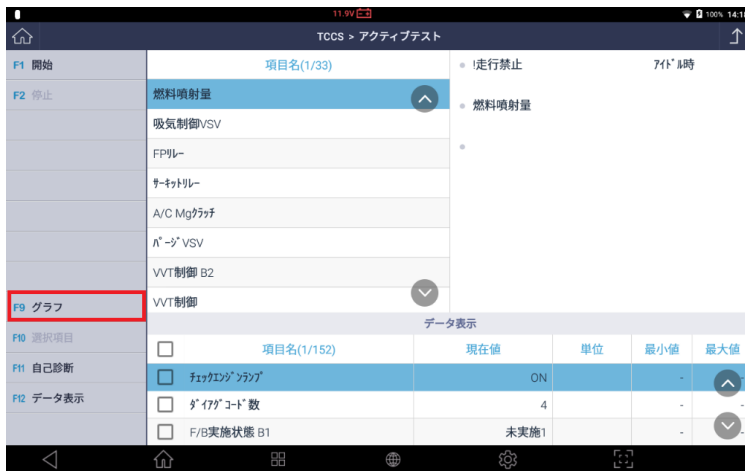 11.9V
100% 14:18
TCCS > アクティブテスト
F1 開始
F2 停止
F9 グラフ
F10 選択項目
F11 自己診断
F12 データ表示
項目名(1/33)
燃料噴射量
吸気制御VSV
FPﾘﾚｰ
ｻｰｷｯﾄﾘﾚｰ
A/C Mgｸﾗｯﾁ
ﾊﾟｰｼﾞVSV
VVT制御 B2
VVT制御
!走行禁止 ｱｲﾄﾞﾙ時
燃料噴射量
データ表示
項目名(1/152) 現在値 単位 最小値 最大値
ﾁｪｯｸｴﾝｼﾞﾝﾗﾝﾌﾟ ON - -
ﾀﾞｲｱｸﾞｺｰﾄﾞ数 4 - -
F/B実施状態 B1 未実施1 - -